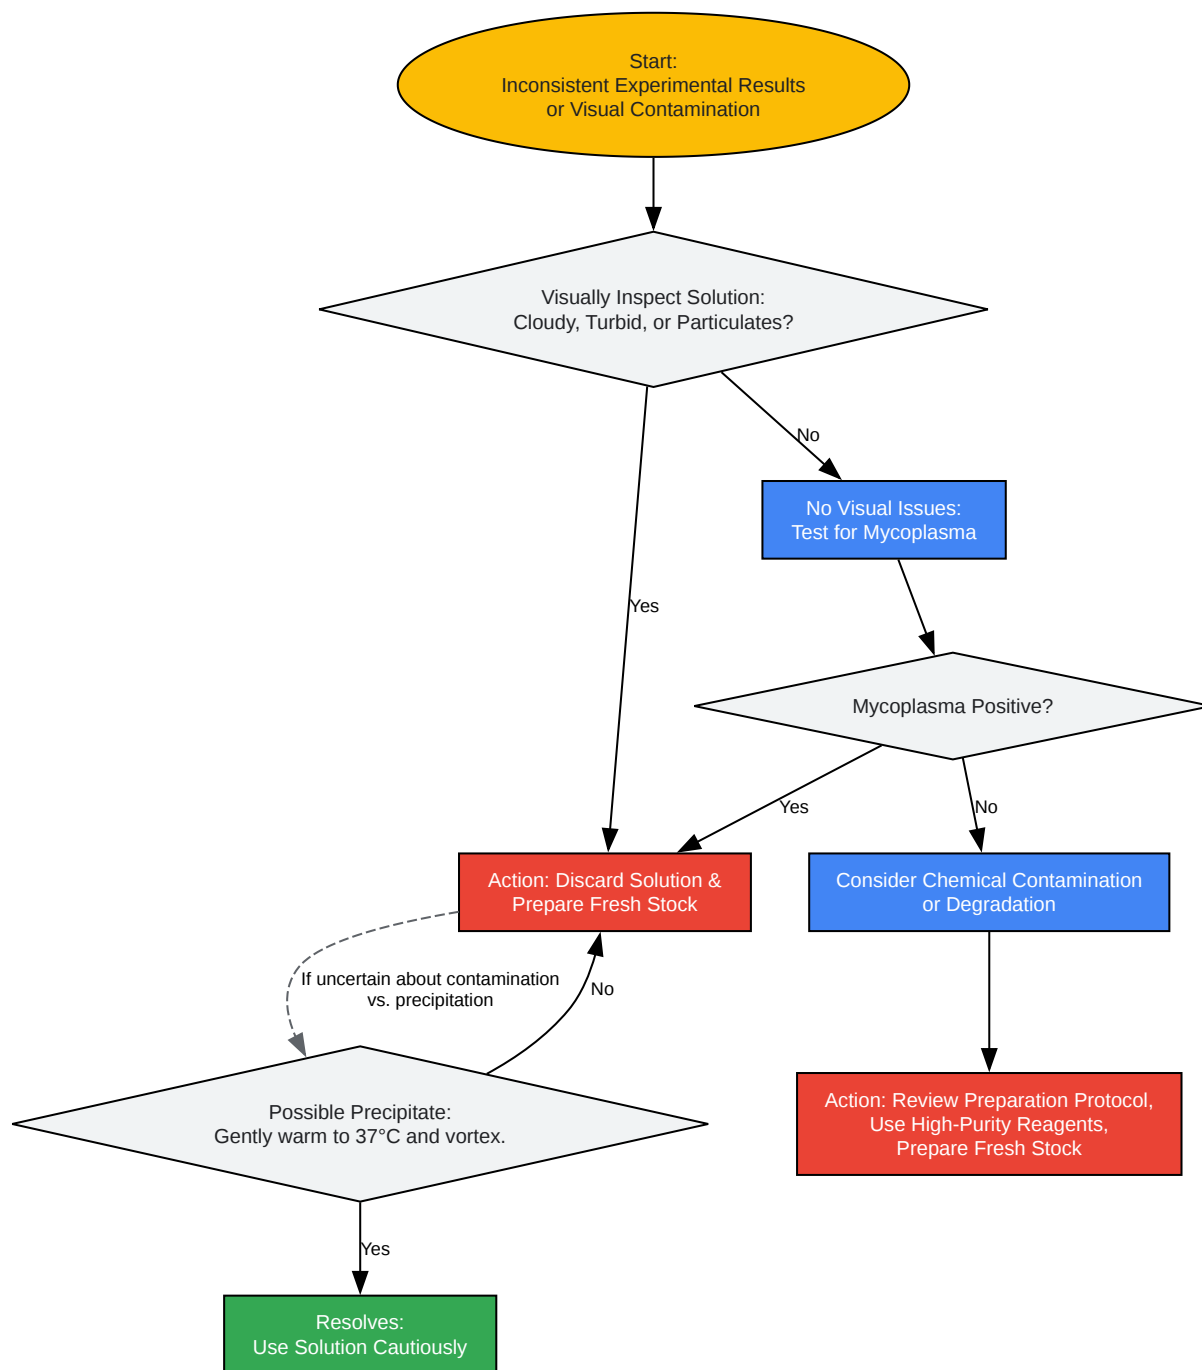 Start:
Inconsistent Experimental Results
or Visual Contamination
Visually Inspect Solution:
Cloudy, Turbid, or Particulates?
No
No Visual Issues:
Test for Mycoplasma
Yes
Mycoplasma Positive?
Yes
No
Action: Discard Solution &
Prepare Fresh Stock
Consider Chemical Contamination
or Degradation
If uncertain about contamination
vs. precipitation
No
Possible Precipitate:
Gently warm to 37°C and vortex.
Action: Review Preparation Protocol,
Use High-Purity Reagents,
Prepare Fresh Stock
Yes
Resolves:
Use Solution Cautiously